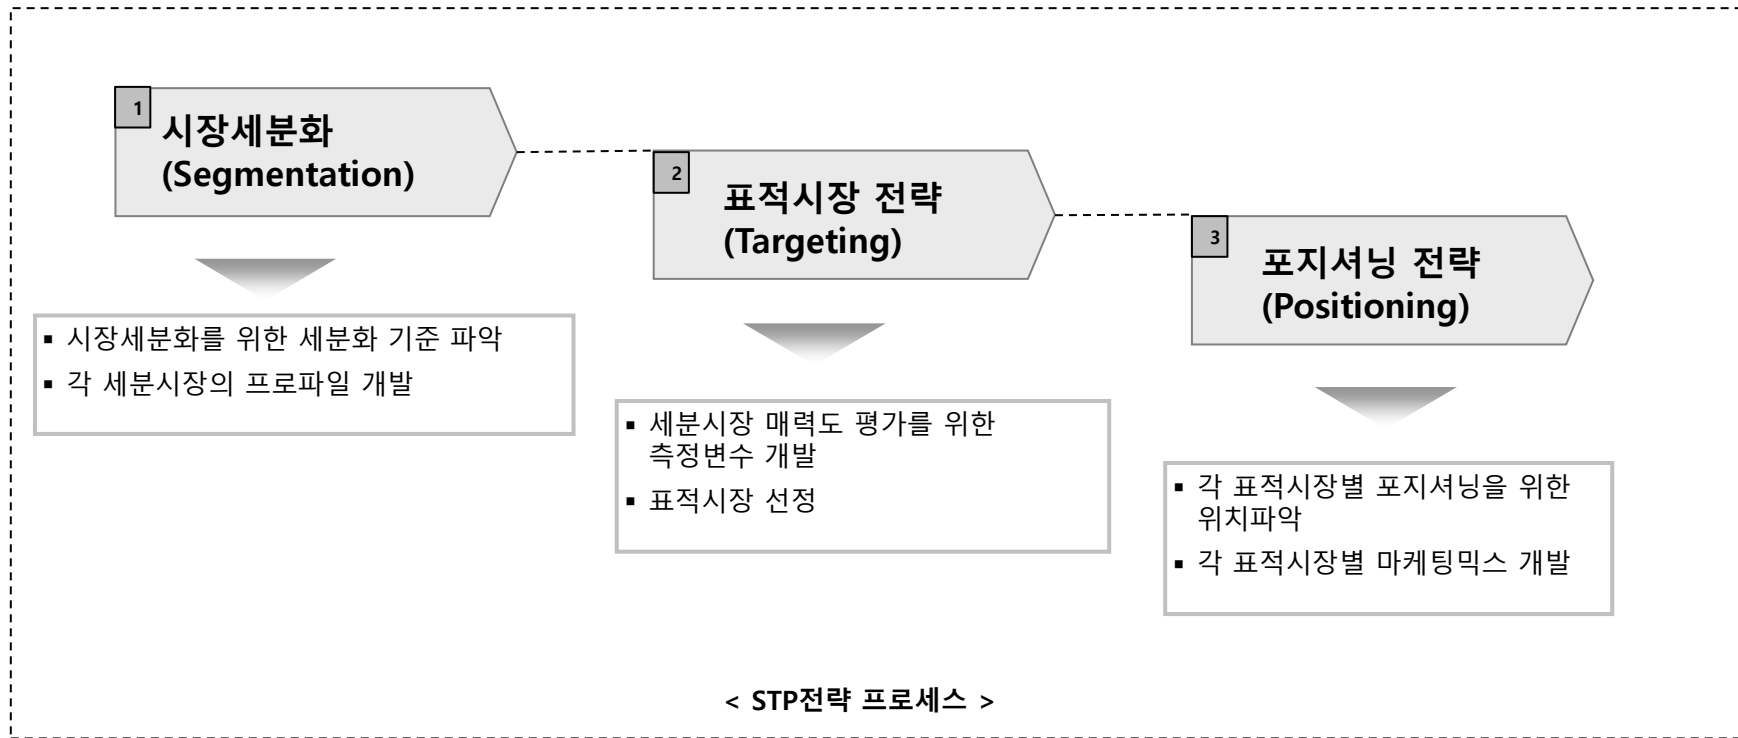 1
시장세분화
(Segmentation)
▪ 시장세분화를 위한 세분화 기준 파악
▪ 각 세분시장의 프로파일 개발
2
표적시장 전략
(Targeting)
▪ 세분시장 매력도 평가를 위한
측정변수 개발
▪ 표적시장 선정
3
포지셔닝 전략
(Positioning)
▪ 각 표적시장별 포지셔닝을 위한
위치파악
▪ 각 표적시장별 마케팅믹스 개발
< STP전략 프로세스 >